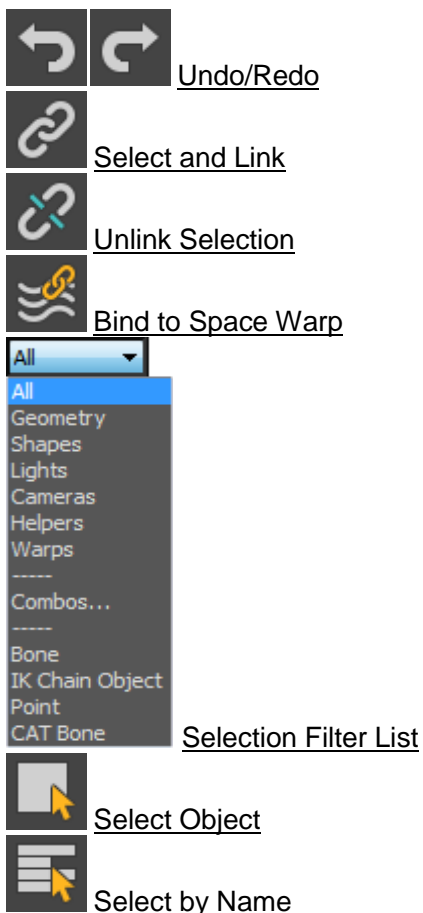 Undo/Redo
Select and Link
Unlink Selection
Bind to Space Warp
All
All
Geometry
Shapes
Lights
Cameras
Helpers
Warps
-----
Combos...
-----
Bone
IK Chain Object
Point
CAT Bone
Selection Filter List
Select Object
Select by Name